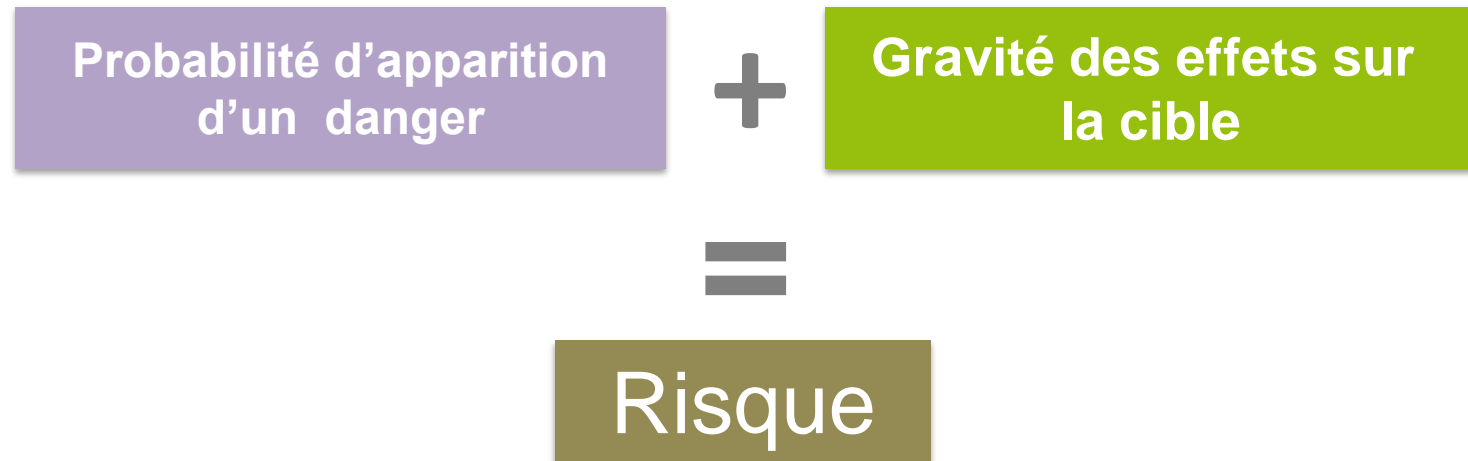 Probabilité d’apparition
d’un  danger
+
Gravité des effets sur
la cible
=
Risque